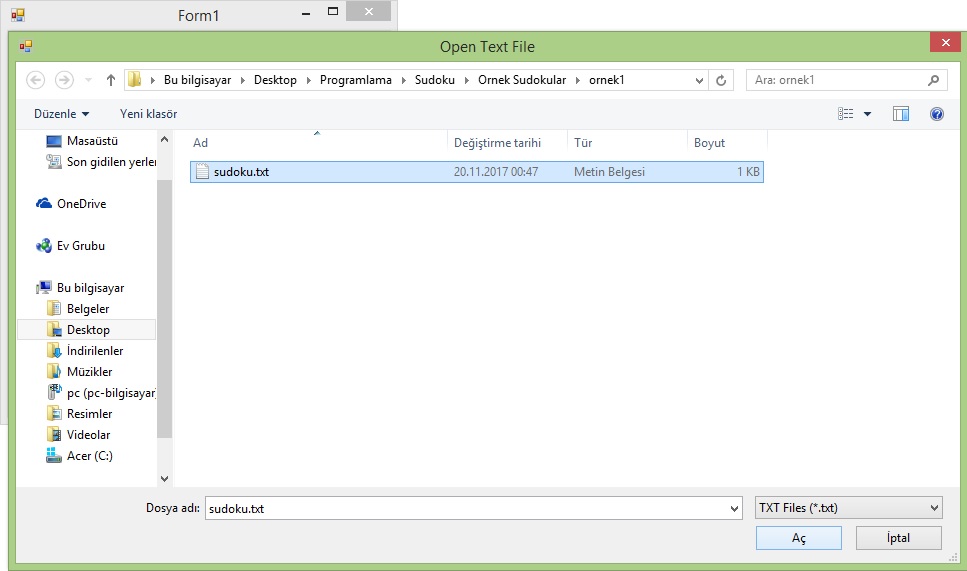 Form1
Open Text File
Bu bilgisayar Desktop Programlama Sudoku Ornek Sudokular ornek1
Ara: ornek1
Düzenle Yeni klasör
Ad Değiştirme tarihi Tür Boyut
sudoku.txt 20.11.2017 00:47 Metin Belgesi 1 KB
Masaüstü
Son gidilen yerler
OneDrive
Ev Grubu
Bu bilgisayar
Belgeler
Desktop
İndirilenler
Müzikler
pc (pc-bilgisayar)
Resimler
Videolar
Acer (C:)
Dosya adı: sudoku.txt TXT Files (*.txt)
Aç İptal